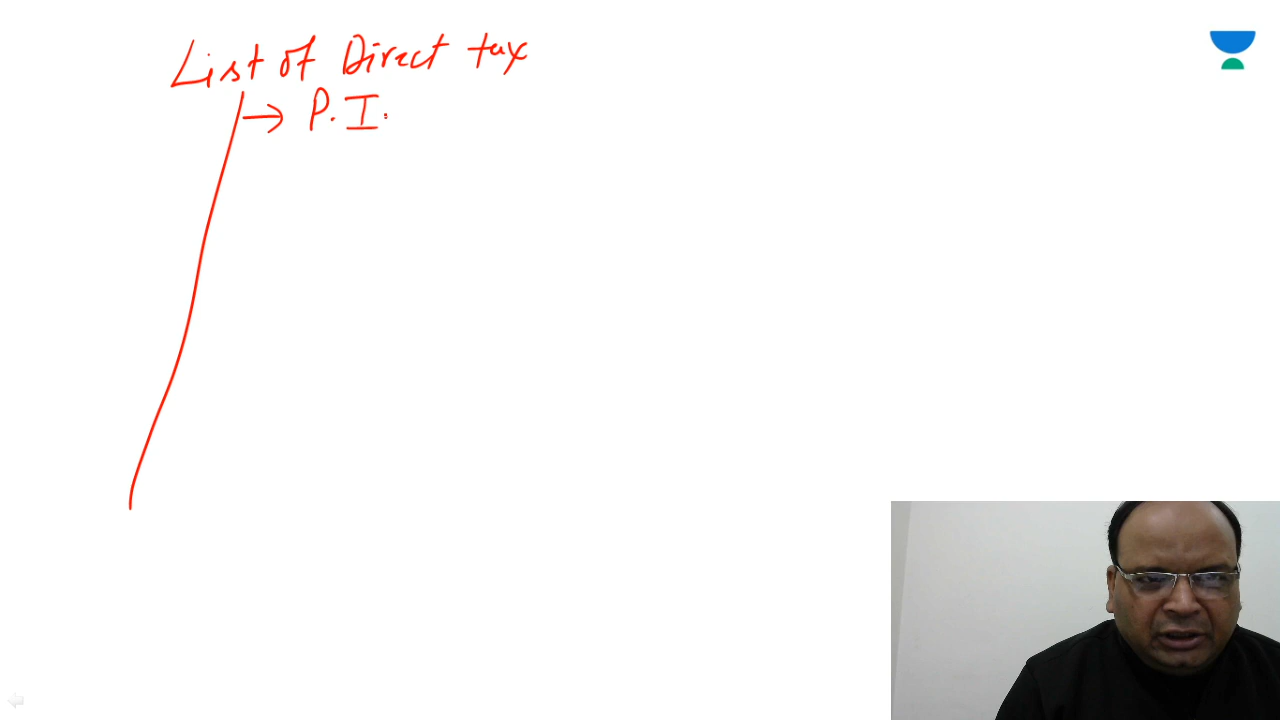 List of Direct tax
→ P.I.